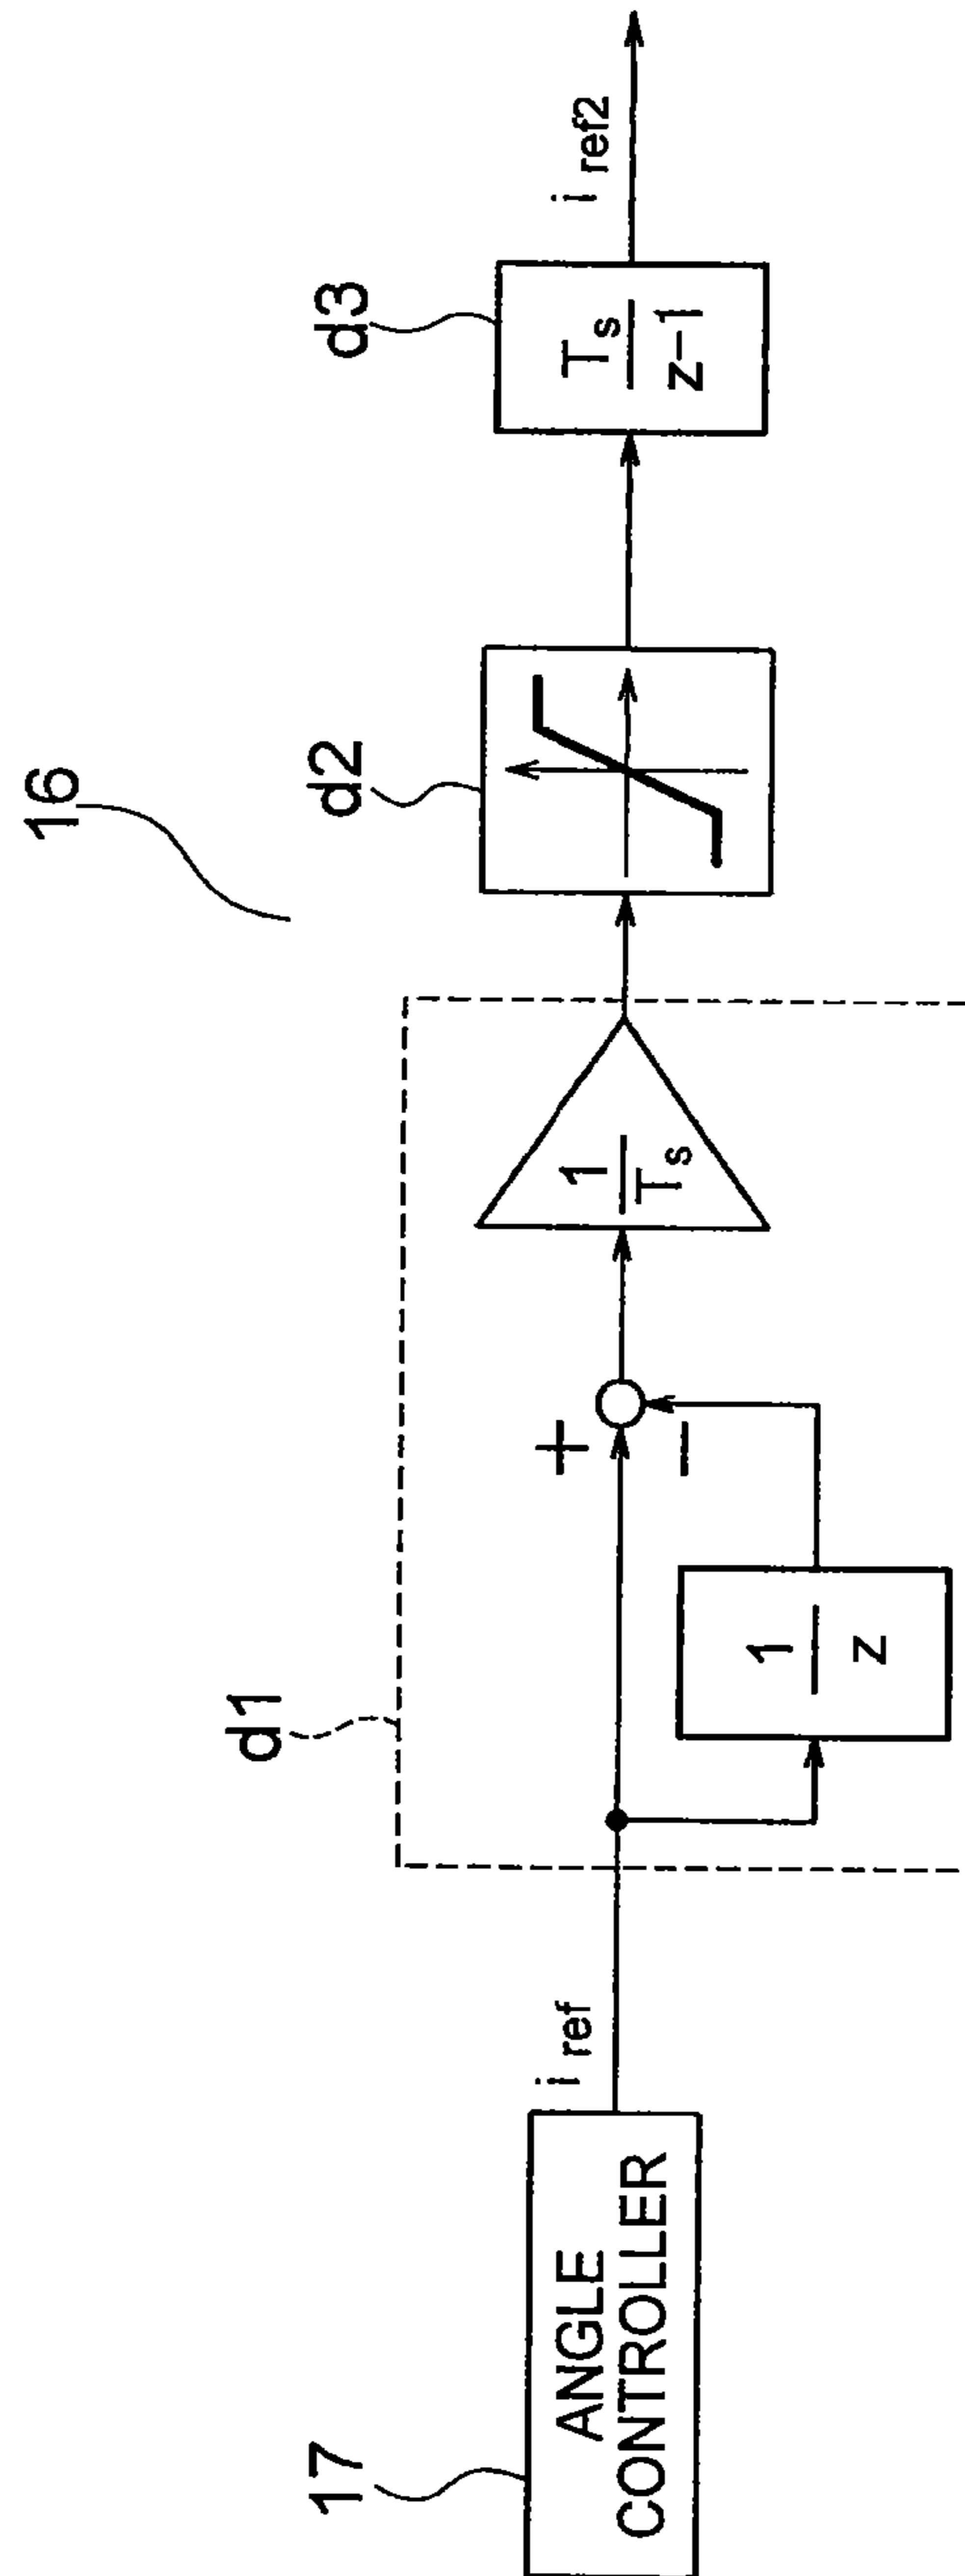 16
17
ANGLE
CONTROLLER
i ref
d1
+
−
1
z
1
Ts
d2
d3
Ts
z−1
i ref2